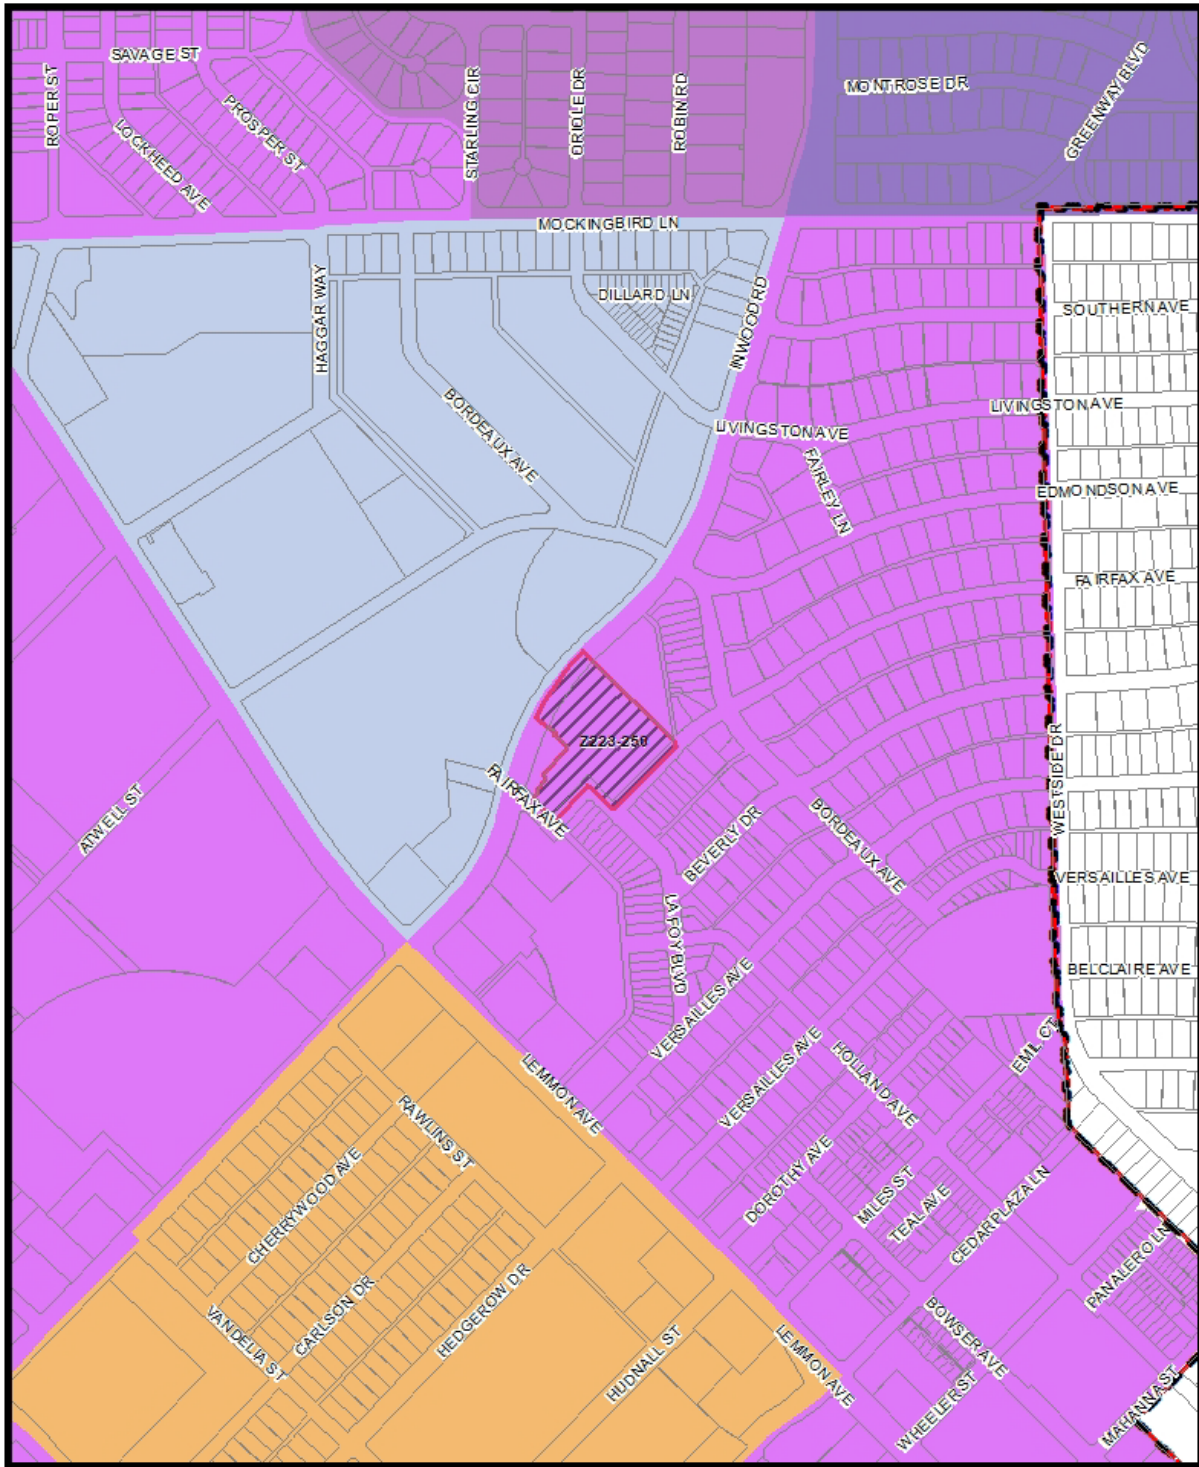 SAVAGE ST
ROPER ST
LOCKHEED AVE
PROSPER ST
STARLING CIR
ORIOLE DR
ROBIN RD
MONTROSE DR
GREENWAY BLVD
MOCKINGBIRD LN
HAGGAR WAY
DILLARD LN
INWOOD RD
SOUTHERN AVE
BORDEAUX AVE
LIVINGSTON AVE
LIVINGSTON AVE
FAIRLEY LN
EDMONDSON AVE
FAIRFAX AVE
Z223-256
FAIRFAX AVE
WESTSIDE DR
ATWELL ST
BEVERLY DR
BORDEAUX AVE
VERSAILLES AVE
LA FOY BLVD
BELCLAIRE AVE
VERSAILLES AVE
EMIL CT
LEMMON AVE
VERSAILLES AVE
HOLLAND AVE
RAWLINS ST
CHERRYWOOD AVE
DOROTHY AVE
MILES ST
TEAL AVE
CEDAR PLAZA LN
PANALERO LN
VANDELIA ST
CARLSON DR
HEDGEROW DR
HUDNALL ST
LEMMON AVE
BOWSER AVE
WHEELER ST
MAHANNA ST